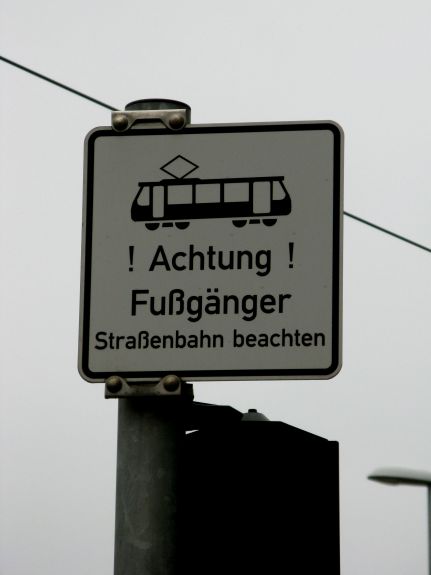 ! Achtung !
Fußgänger
Straßenbahn beachten